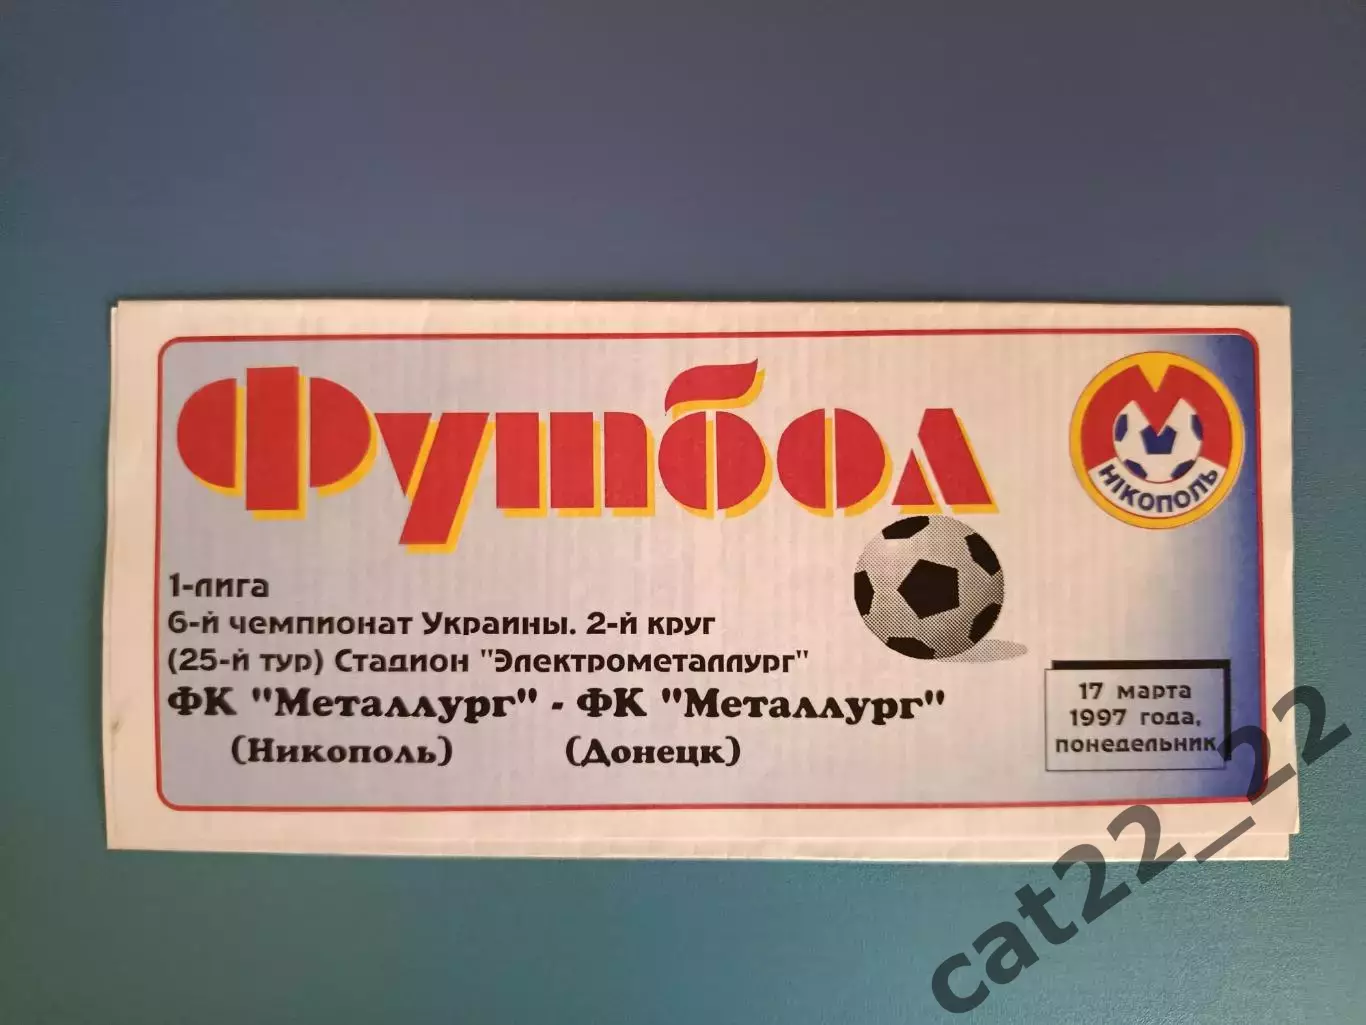 Футбол
М
НІКОПОЛЬ
1-лига
6-й чемпионат Украины. 2-й круг
(25-й тур) Стадион "Электрометаллург"
ФК "Металлург" - ФК "Металлург"
(Никополь) (Донецк)
17 марта
1997 года,
понедельник
cat22_22